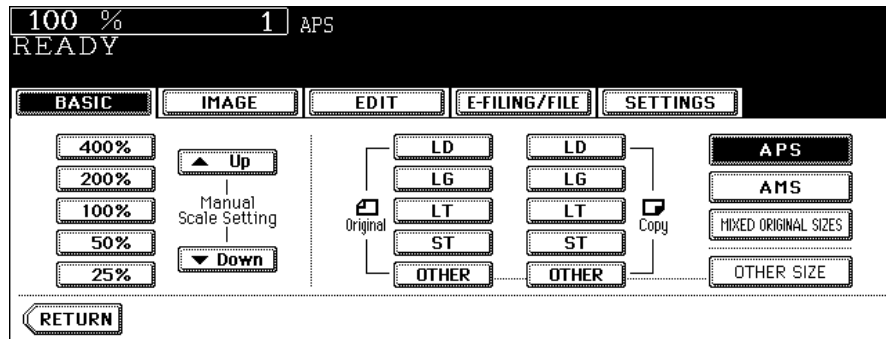 100 % 1 APS
READY
BASIC IMAGE EDIT E-FILING/FILE SETTINGS
400%
200%
100%
50%
25%
▲ Up
Manual
Scale Setting
▼ Down
Original
LD
LG
LT
ST
OTHER
LD
LG
LT
ST
OTHER
Copy
APS
AMS
MIXED ORIGINAL SIZES
OTHER SIZE
RETURN